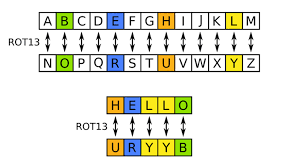 A B C D E F G H I J K L M
ROT13
N O P Q R S T U V W X Y Z
H E L L O
ROT13
U R Y Y B